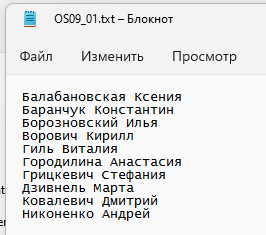 OS09_01.txt – Блокнот
Файл Изменить Просмотр
Балабановская Ксения
Баранчук Константин
Борозновский Илья
Ворович Кирилл
Гиль Виталия
Городилина Анастасия
Грицкевич Стефания
Дзивнель Марта
Ковалевич Дмитрий
Никоненко Андрей